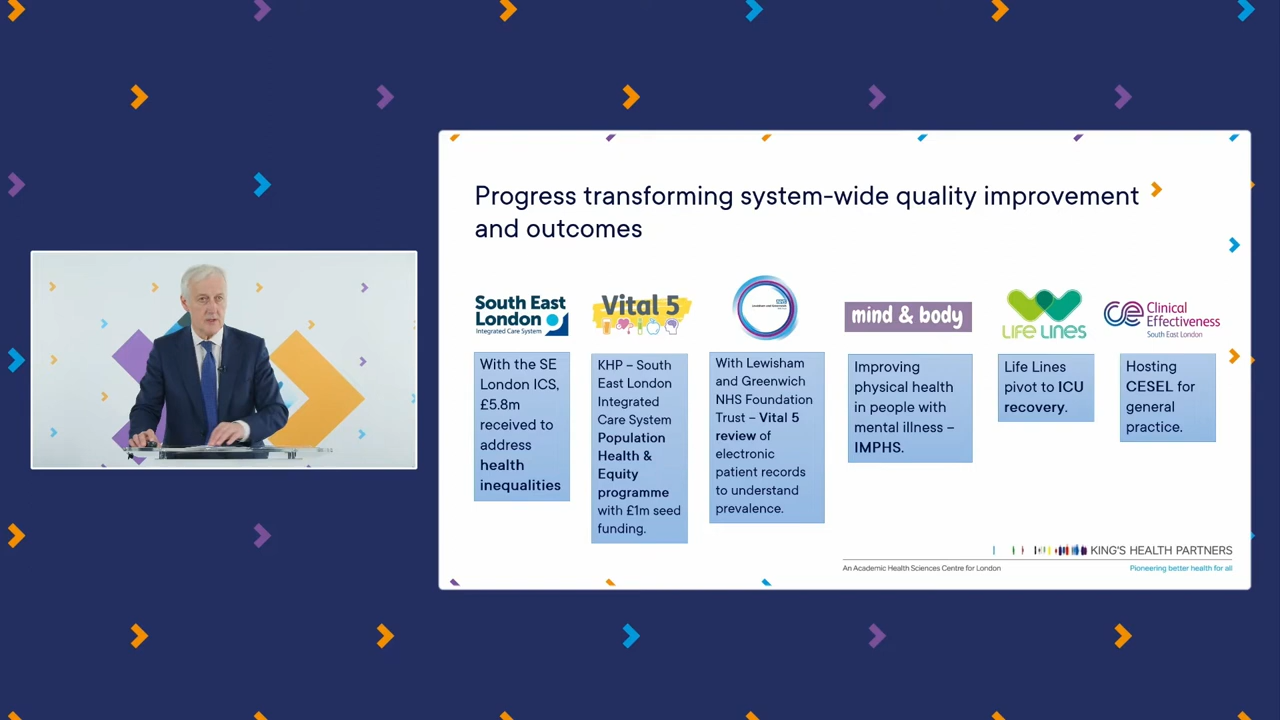 Progress transforming system-wide quality improvement
and outcomes
South East
London
Integrated Care System
Vital 5
mind & body
LIFE LINES
Clinical
Effectiveness
South East London
With the SE
London ICS,
£5.8m
received to
address
health
inequalities
KHP – South
East London
Integrated
Care System
Population
Health &
Equity
programme
with £1m seed
funding.
With Lewisham
and Greenwich
NHS Foundation
Trust – Vital 5
review of
electronic
patient records
to understand
prevalence.
Improving
physical health
in people with
mental illness –
IMPHS.
Life Lines
pivot to ICU
recovery.
Hosting
CESEL for
general
practice.
KING'S HEALTH PARTNERS
An Academic Health Sciences Centre for London
Pioneering better health for all